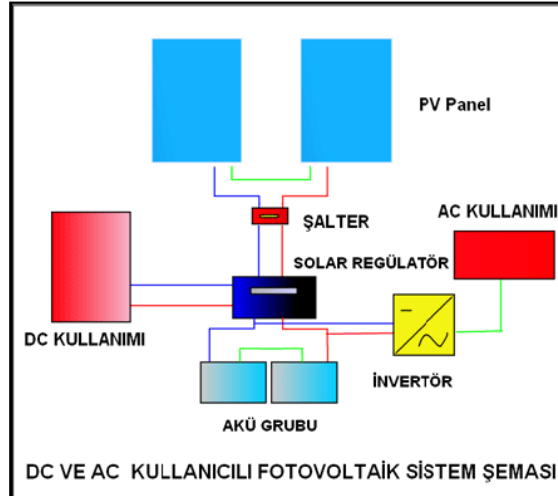 PV Panel
ŞALTER
AC KULLANIMI
SOLAR REGÜLATÖR
DC KULLANIMI
İNVERTÖR
AKÜ GRUBU
DC VE AC KULLANICILI FOTOVOLTAİK SİSTEM ŞEMASI